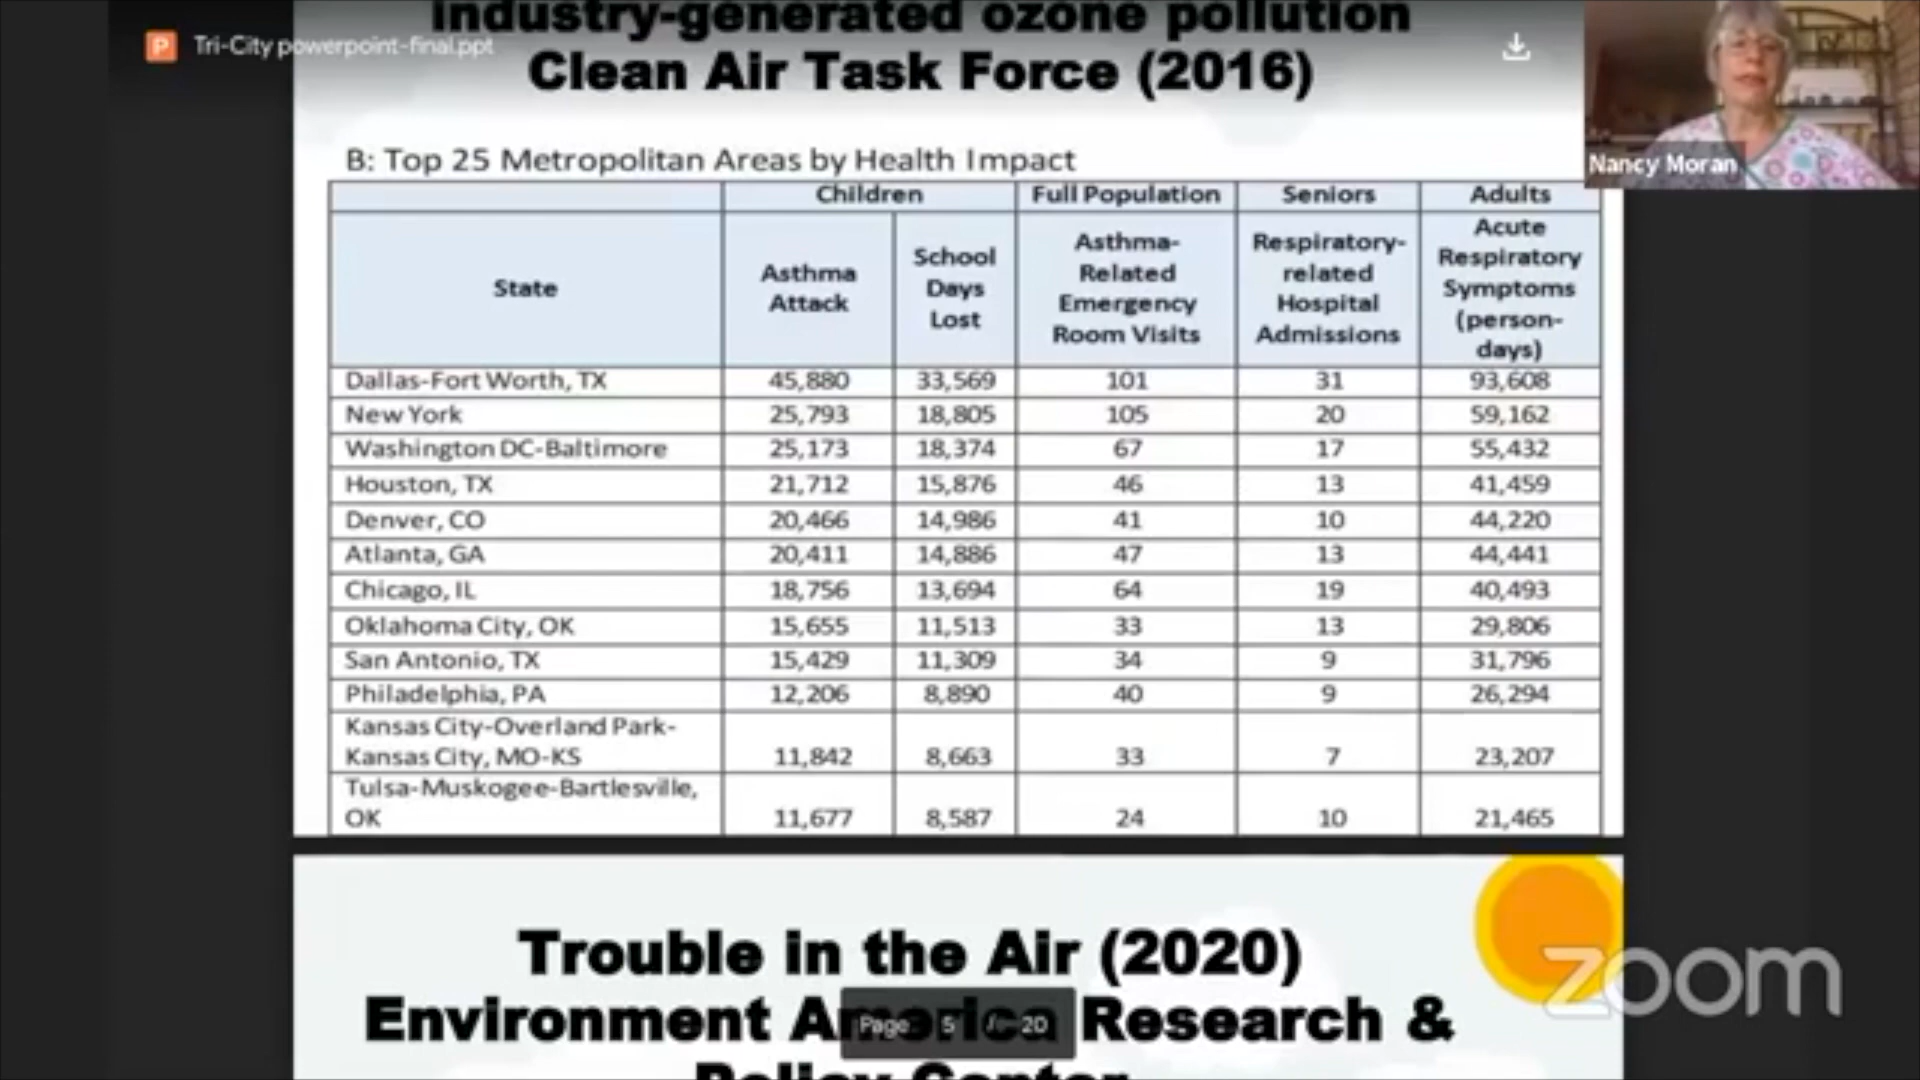 Industry-generated ozone pollution
Clean Air Task Force (2016)
Tri-City powerpoint-final.ppt
Nancy Moran
B: Top 25 Metropolitan Areas by Health Impact
Children Full Population Seniors Adults
State Asthma Attack School Days Lost Asthma-Related Emergency Room Visits Respiratory-related Hospital Admissions Acute Respiratory Symptoms (person-days)
Dallas-Fort Worth, TX 45,880 33,569 101 31 93,608
New York 25,793 18,805 105 20 59,162
Washington DC-Baltimore 25,173 18,374 67 17 55,432
Houston, TX 21,712 15,876 46 13 41,459
Denver, CO 20,466 14,986 41 10 44,220
Atlanta, GA 20,411 14,886 47 13 44,441
Chicago, IL 18,756 13,694 64 19 40,493
Oklahoma City, OK 15,655 11,513 33 13 29,806
San Antonio, TX 15,429 11,309 34 9 31,796
Philadelphia, PA 12,206 8,890 40 9 26,294
Kansas City-Overland Park-
Kansas City, MO-KS 11,842 8,663 33 7 23,207
Tulsa-Muskogee-Bartlesville,
OK 11,677 8,587 24 10 21,465
Trouble in the Air (2020)
Environment America Research &
Policy Center
Page 5 / 20
zoom